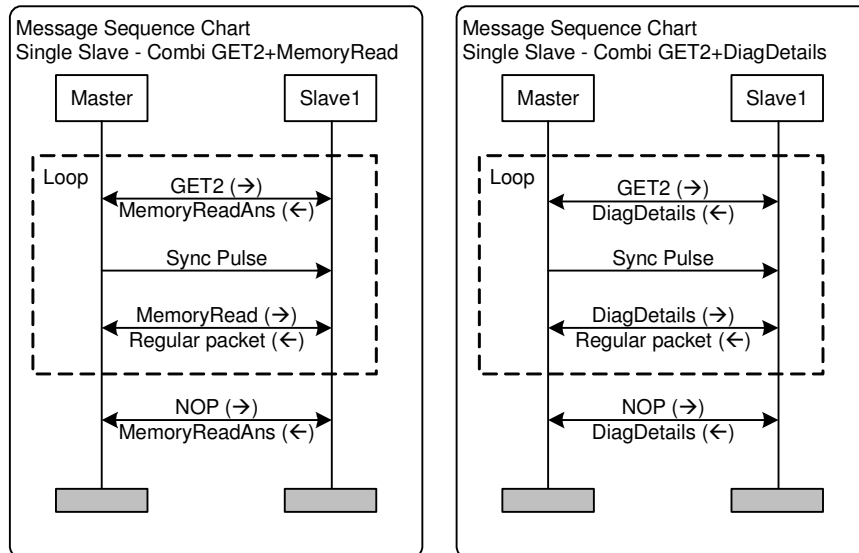 Message Sequence Chart
Single Slave - Combi GET2+MemoryRead
Master
Slave1
Loop
GET2 (→)
MemoryReadAns (←)
Sync Pulse
MemoryRead (→)
Regular packet (←)
NOP (→)
MemoryReadAns (←)
Message Sequence Chart
Single Slave - Combi GET2+DiagDetails
Master
Slave1
Loop
GET2 (→)
DiagDetails (←)
Sync Pulse
DiagDetails (→)
Regular packet (←)
NOP (→)
DiagDetails (←)